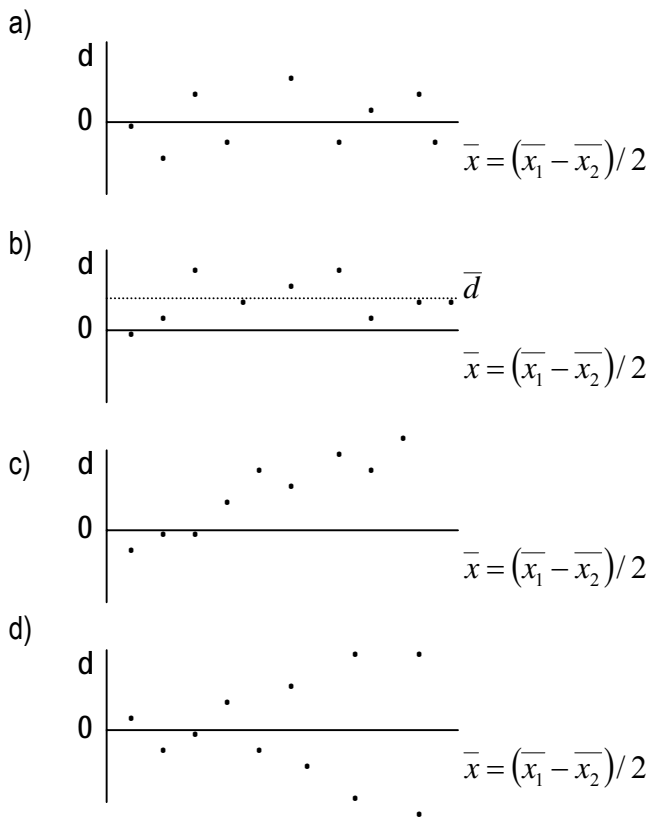 a)
d
0
x̄ = (x̄₁ − x̄₂)/2
b)
d
d̄
0
x̄ = (x̄₁ − x̄₂)/2
c)
d
0
x̄ = (x̄₁ − x̄₂)/2
d)
d
0
x̄ = (x̄₁ − x̄₂)/2